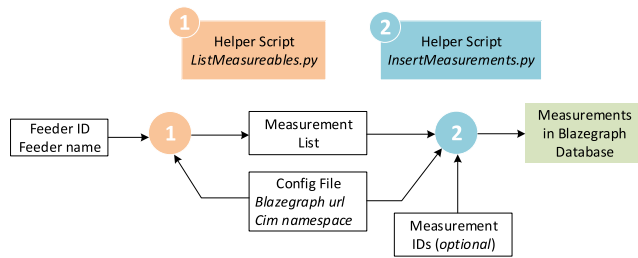 1
Helper Script
ListMeasureables.py
2
Helper Script
InsertMeasurements.py
Feeder ID
Feeder name
1
Measurement
List
2
Measurements
in Blazegraph
Database
Config File
Blazegraph url
Cim namespace
Measurement
IDs (optional)